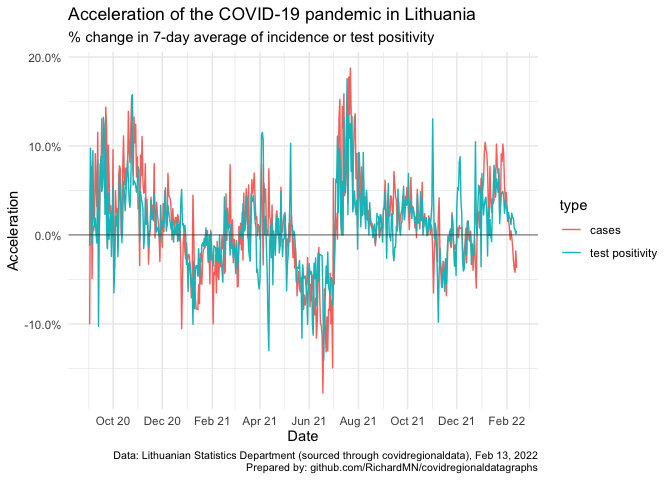 Acceleration of the COVID-19 pandemic in Lithuania
% change in 7-day average of incidence or test positivity
20.0%
10.0%
0.0%
-10.0%
Acceleration
Oct 20 Dec 20 Feb 21 Apr 21 Jun 21 Aug 21 Oct 21 Dec 21 Feb 22
Date
type
cases
test positivity
Data: Lithuanian Statistics Department (sourced through covidregionaldata), Feb 13, 2022
Prepared by: github.com/RichardMN/covidregionaldatagraphs